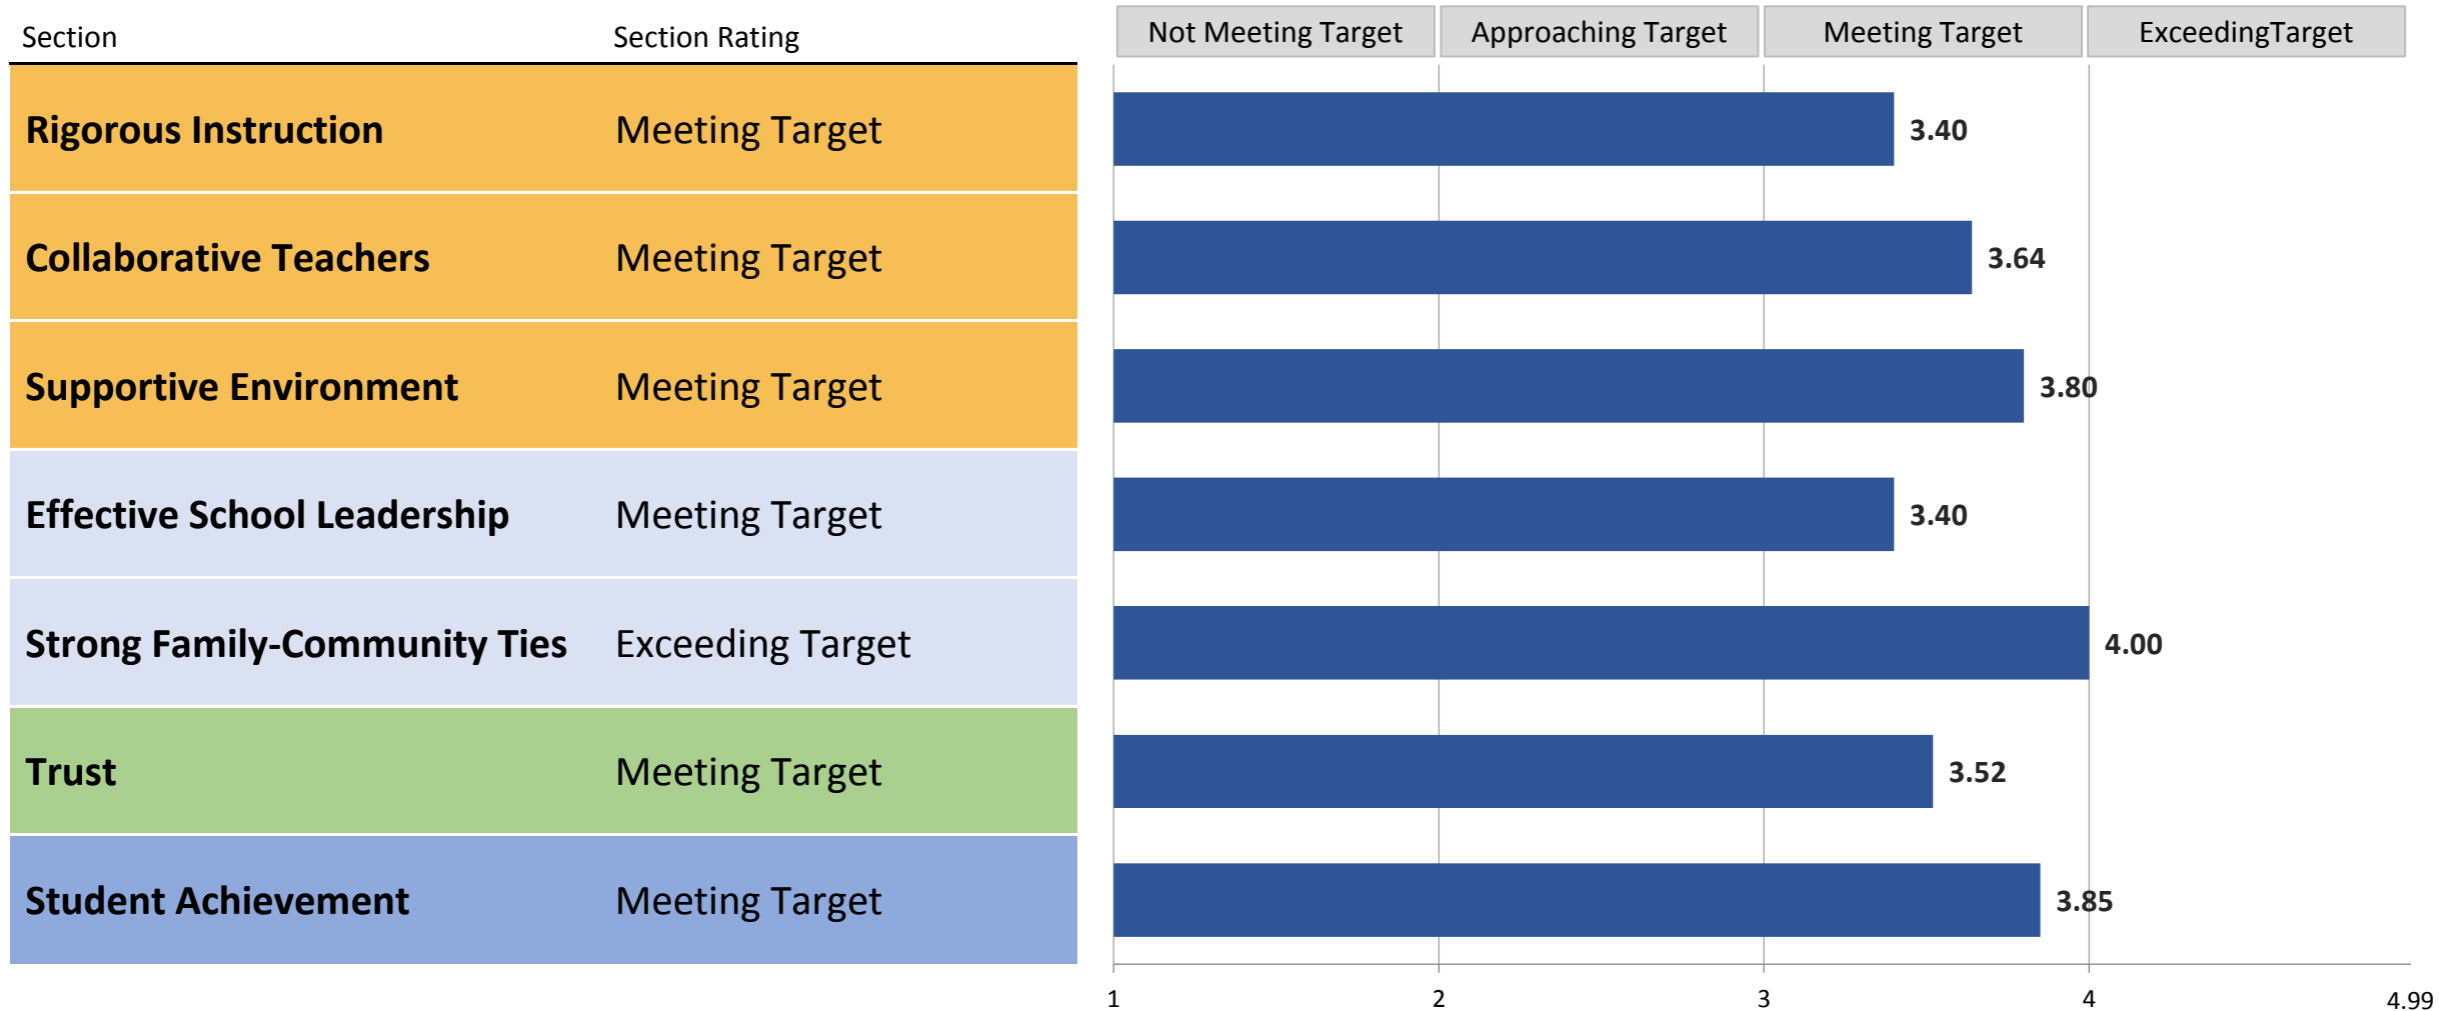 Section Section Rating Not Meeting Target Approaching Target Meeting Target ExceedingTarget
Rigorous Instruction Meeting Target 3.40
Collaborative Teachers Meeting Target 3.64
Supportive Environment Meeting Target 3.80
Effective School Leadership Meeting Target 3.40
Strong Family-Community Ties Exceeding Target 4.00
Trust Meeting Target 3.52
Student Achievement Meeting Target 3.85
1 2 3 4 4.99